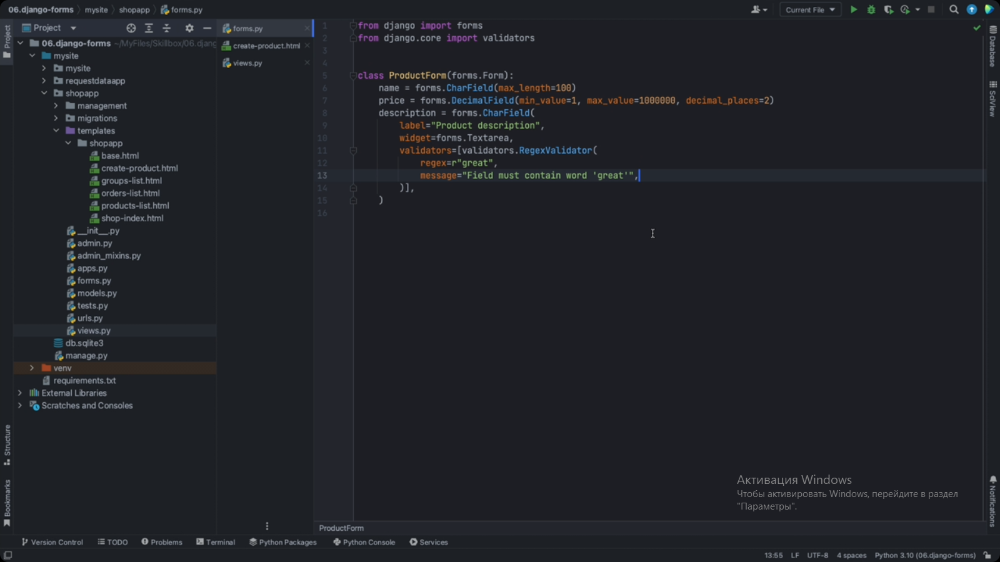 06.django-forms mysite shopapp forms.py
Current File
Project
06.django-forms ~/MyFiles/Skillbox/06.djang
mysite
mysite
requestdataapp
shopapp
management
migrations
templates
shopapp
base.html
create-product.html
groups-list.html
orders-list.html
products-list.html
shop-index.html
__init__.py
admin.py
admin_mixins.py
apps.py
forms.py
models.py
tests.py
urls.py
views.py
db.sqlite3
manage.py
venv
requirements.txt
External Libraries
Scratches and Consoles
Project
Structure
Bookmarks
forms.py
create-product.html
views.py
1 from django import forms
2 from django.core import validators
3
4
5 class ProductForm(forms.Form):
6 name = forms.CharField(max_length=100)
7 price = forms.DecimalField(min_value=1, max_value=1000000, decimal_places=2)
8 description = forms.CharField(
9 label="Product description",
10 widget=forms.Textarea,
11 validators=[validators.RegexValidator(
12 regex=r"great",
13 message="Field must contain word 'great'",
14 )],
15 )
16
Database
SciView
Notifications
Активация Windows
Чтобы активировать Windows, перейдите в раздел
"Параметры".
ProductForm
Version Control TODO Problems Terminal Python Packages Python Console Services
13:55 LF UTF-8 4 spaces Python 3.10 (06.django-forms)